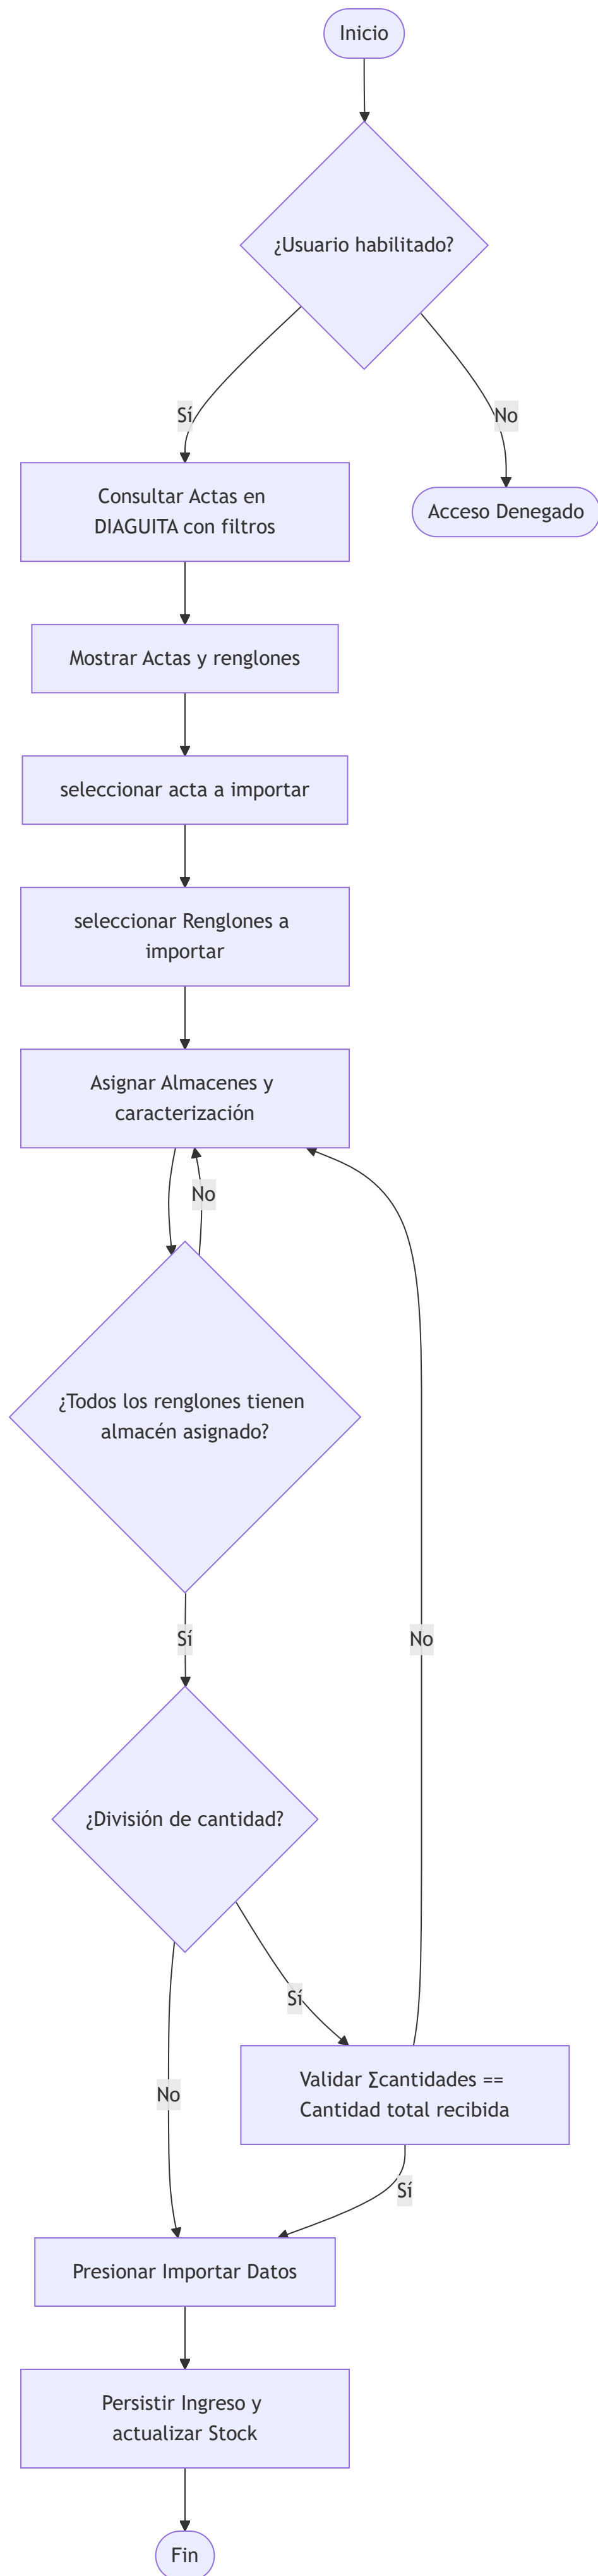 Inicio
¿Usuario habilitado?
Sí
No
Consultar Actas en
DIAGUITA con filtros
Acceso Denegado
Mostrar Actas y renglones
seleccionar acta a importar
seleccionar Renglones a
importar
Asignar Almacenes y
caracterización
No
¿Todos los renglones tienen
almacén asignado?
Sí
No
¿División de cantidad?
Sí
Validar ∑cantidades ==
Cantidad total recibida
No
Sí
Presionar Importar Datos
Persistir Ingreso y
actualizar Stock
Fin